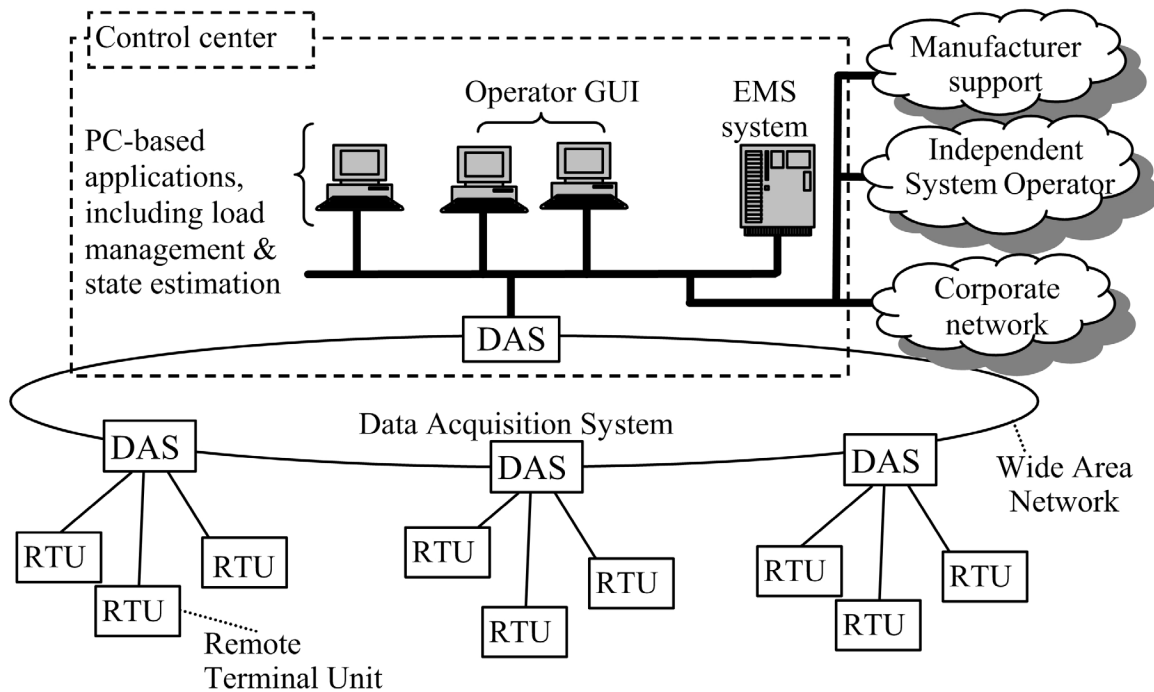 Control center
Manufacturer
support
Operator GUI
EMS
system
PC-based
applications,
including load
management &
state estimation
Independent
System Operator
Corporate
network
DAS
Data Acquisition System
DAS
DAS
DAS
Wide Area
Network
RTU
RTU
RTU
RTU
RTU
RTU
RTU
RTU
RTU
Remote
Terminal Unit